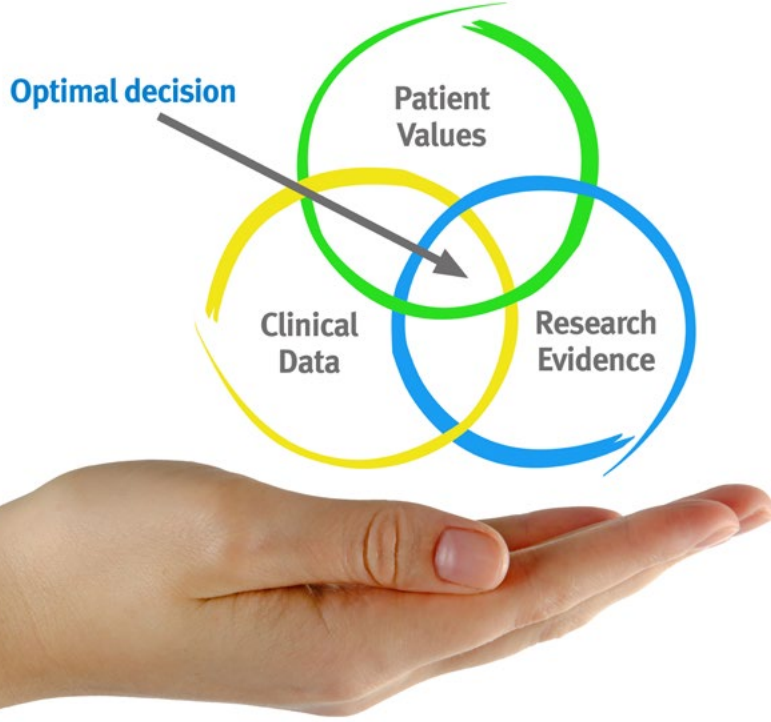 Optimal decision
Patient
Values
Clinical
Data
Research
Evidence